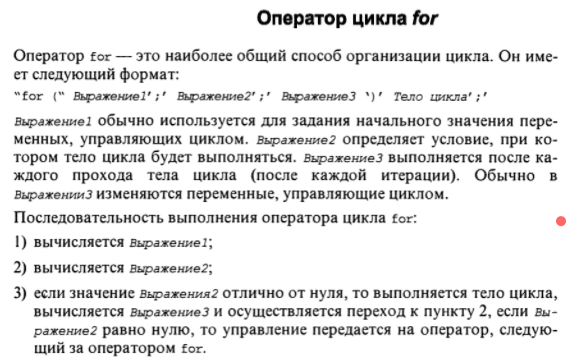 Оператор цикла for
Оператор for — это наиболее общий способ организации цикла. Он име-
ет следующий формат:
"for (" Выражение1';' Выражение2';' Выражение3 ')' Тело цикла';'
Выражение1 обычно используется для задания начального значения пере-
менных, управляющих циклом. Выражение2 определяет условие, при ко-
тором тело цикла будет выполняться. Выражение3 выполняется после ка-
ждого прохода тела цикла (после каждой итерации). Обычно в
Выражении3 изменяются переменные, управляющие циклом.
Последовательность выполнения оператора цикла for:
1) вычисляется Выражение1;
2) вычисляется Выражение2;
3) если значение Выражения2 отлично от нуля, то выполняется тело цикла,
вычисляется Выражение3 и осуществляется переход к пункту 2, если Вы-
ражение2 равно нулю, то управление передается на оператор, следую-
щий за оператором for.